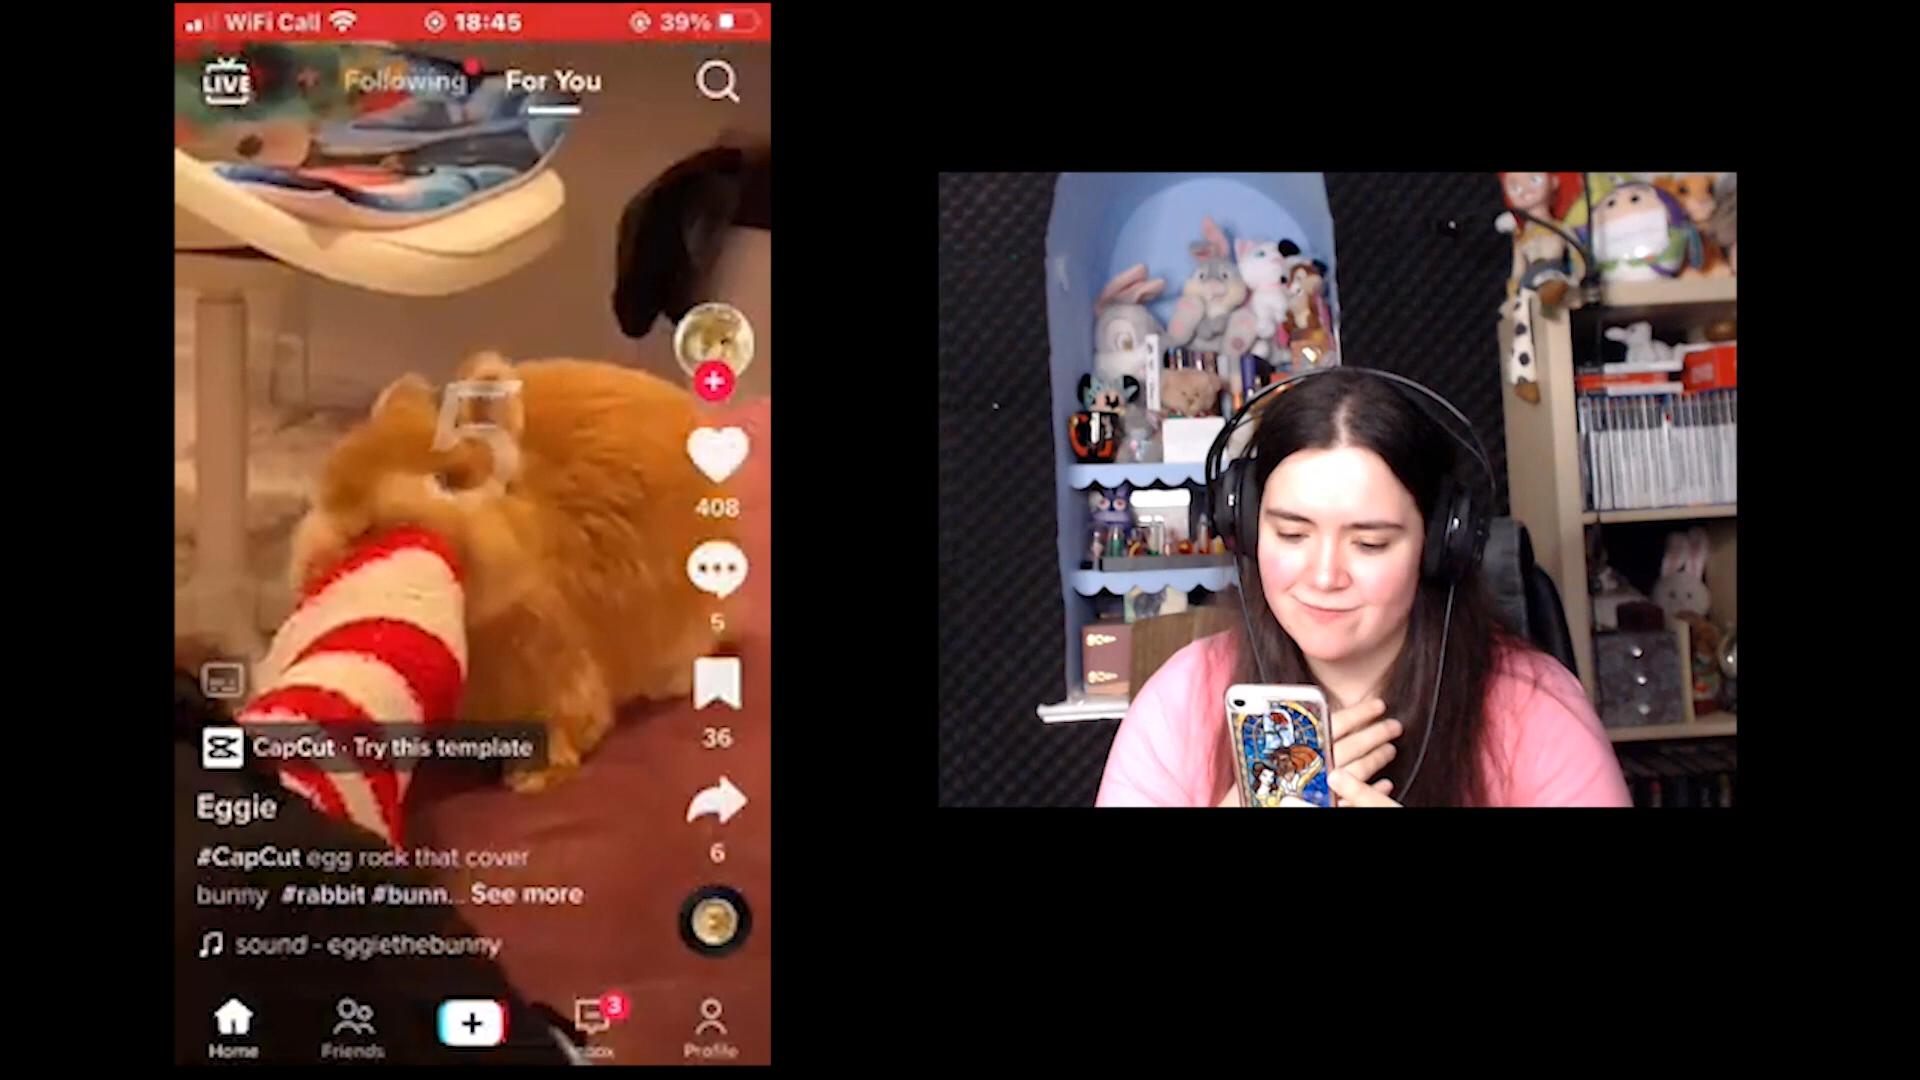 WiFi Call
18:45
39%
LIVE
Following
For You
5
408
5
36
CapCut · Try this template
Eggie
#CapCut egg rock that cover
bunny #rabbit #bunn... See more
6
sound - eggiethebunny
Home
Friends
3
Profile